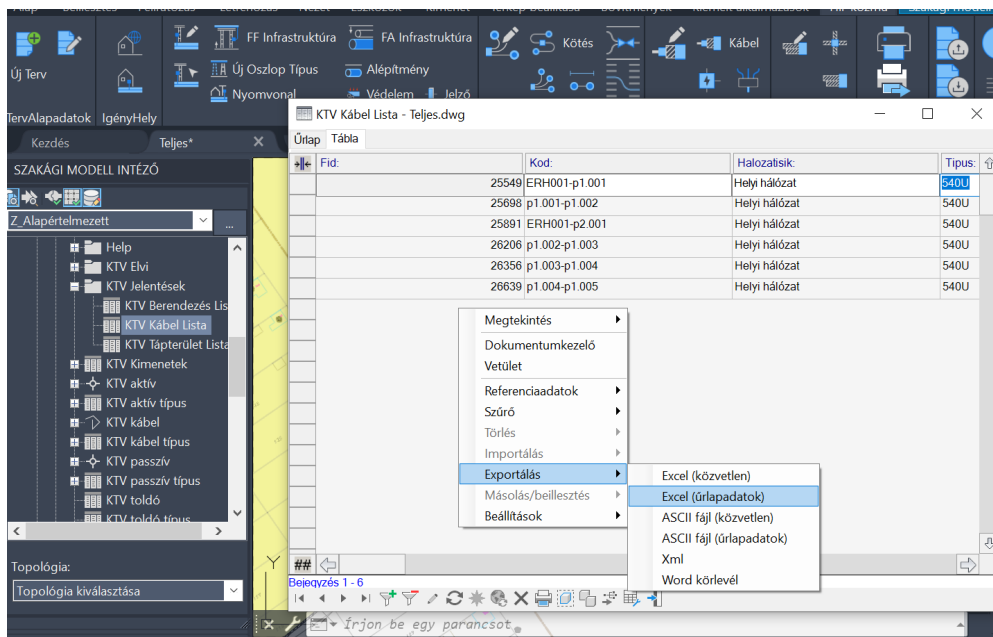 FF Infrastruktúra
FA Infrastruktúra
Kötés
Kábel
Új Terv
Új Oszlop Típus
Alépítmény
Nyomvonal
Védelem
Jelző
TervAlapadatok
IgényHely
KTV Kábel Lista - Teljes.dwg
Kezdés
Teljes*
Űrlap
Tábla
SZAKÁGI MODELL INTÉZŐ
Fid:
Kod:
Halozatisik:
Tipus:
25549 ERH001-p1.001 Helyi hálózat 540U
25698 p1.001-p1.002 Helyi hálózat 540U
25891 ERH001-p2.001 Helyi hálózat 540U
26206 p1.002-p1.003 Helyi hálózat 540U
26356 p1.003-p1.004 Helyi hálózat 540U
26639 p1.004-p1.005 Helyi hálózat 540U
Z_Alapértelmezett
...
Help
KTV Elvi
KTV Jelentések
KTV Berendezés Lis
KTV Kábel Lista
KTV Tápterület Lista
KTV Kimenetek
KTV aktív
KTV aktív típus
KTV kábel
KTV kábel típus
KTV passzív
KTV passzív típus
KTV toldó
KTV toldó típus
Megtekintés
Dokumentumkezelő
Vetület
Referenciaadatok
Szűrő
Törlés
Importálás
Exportálás
Másolás/beillesztés
Beállítások
Excel (közvetlen)
Excel (űrlapadatok)
ASCII fájl (közvetlen)
ASCII fájl (űrlapadatok)
Xml
Word körlevél
Topológia:
Topológia kiválasztása
Y
##
Bejegyzés 1 - 6
Írjon be egy parancsot